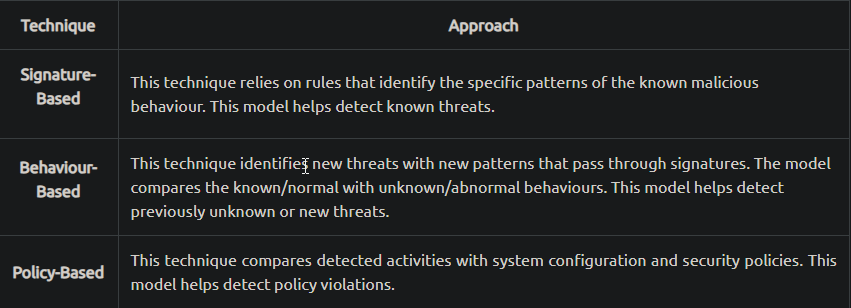 Technique
Approach
Signature-
Based
This technique relies on rules that identify the specific patterns of the known malicious
behaviour. This model helps detect known threats.
Behaviour-
Based
This technique identifies new threats with new patterns that pass through signatures. The model
compares the known/normal with unknown/abnormal behaviours. This model helps detect
previously unknown or new threats.
Policy-Based
This technique compares detected activities with system configuration and security policies. This
model helps detect policy violations.